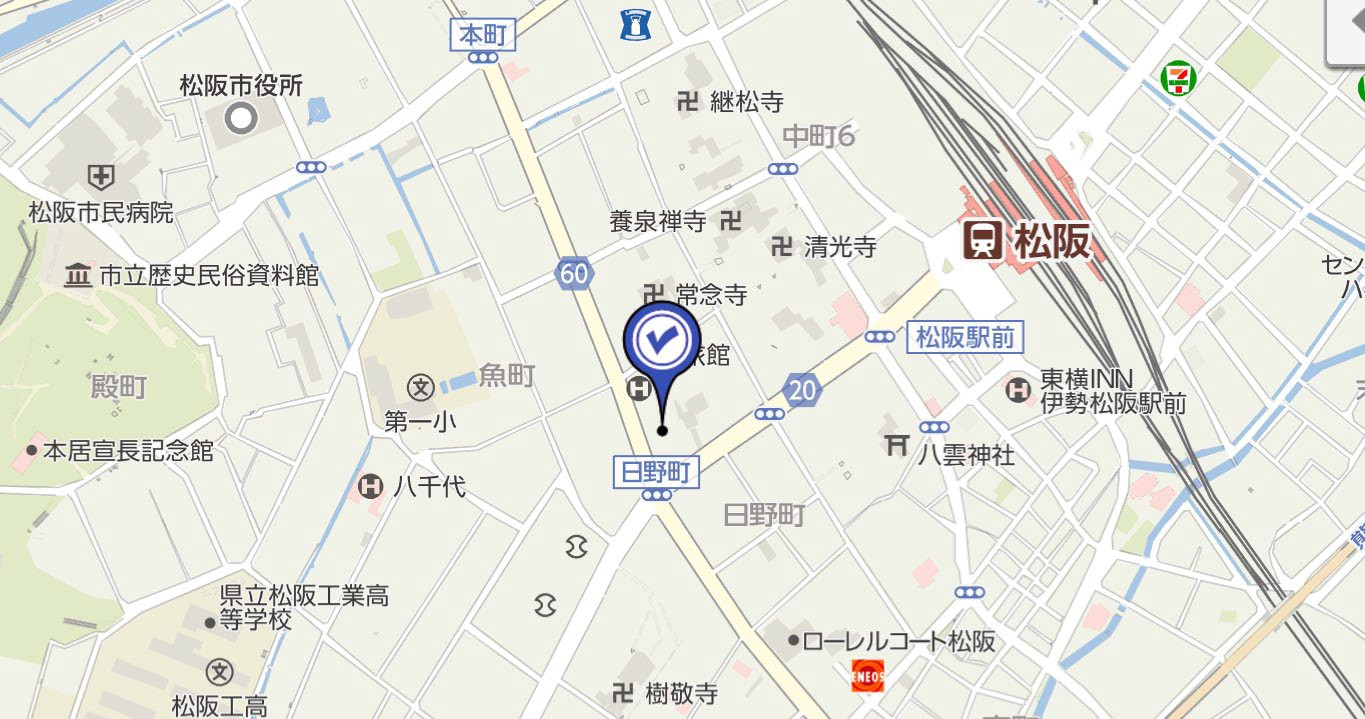 本町
松阪市役所
継松寺
中町6
松阪市民病院
養泉禅寺
清光寺
松阪
市立歴史民俗資料館
60
常念寺
松阪駅前
旅館
魚町
20
殿町
第一小
東横INN
伊勢松阪駅前
本居宣長記念館
八雲神社
日野町
八千代
日野町
県立松阪工業高
等学校
ローレルコート松阪
ENEOS
松阪工高
樹敬寺
セン